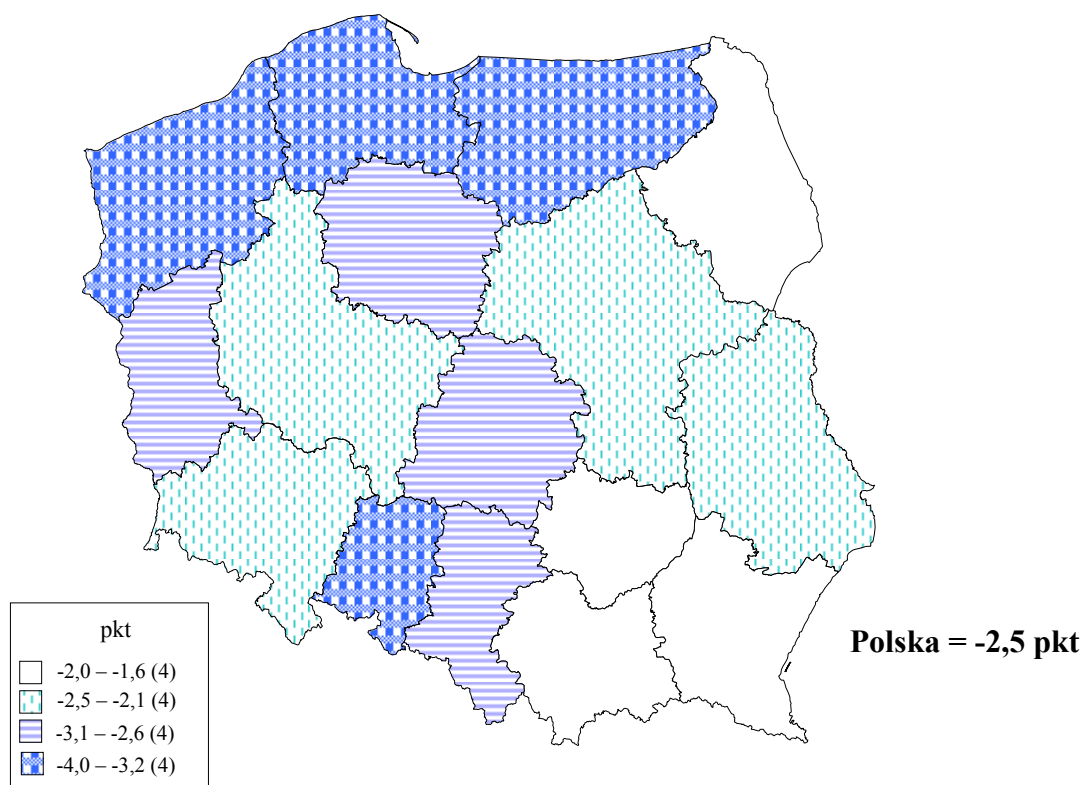 pkt
-2,0 – -1,6 (4)
-2,5 – -2,1 (4)
-3,1 – -2,6 (4)
-4,0 – -3,2 (4)
Polska = -2,5 pkt